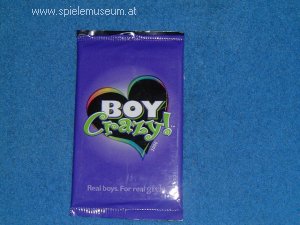 www.spielemuseum.at
BOY
Crazy!
Real boys. For real girls.